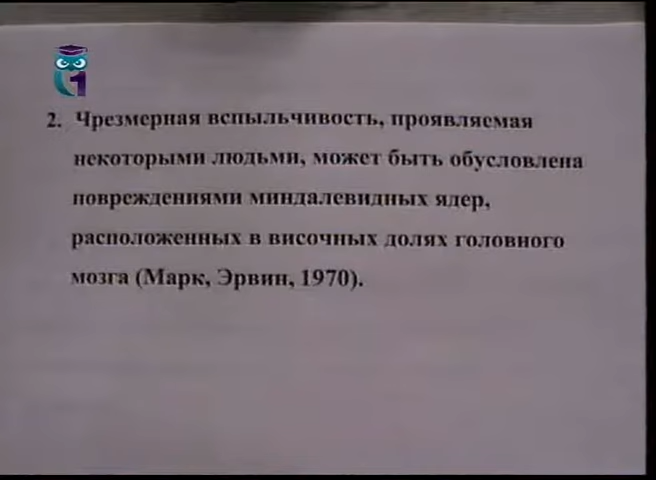 1
2. Чрезмерная вспыльчивость, проявляемая
некоторыми людьми, может быть обусловлена
повреждениями миндалевидных ядер,
расположенных в височных долях головного
мозга (Марк, Эрвин, 1970).